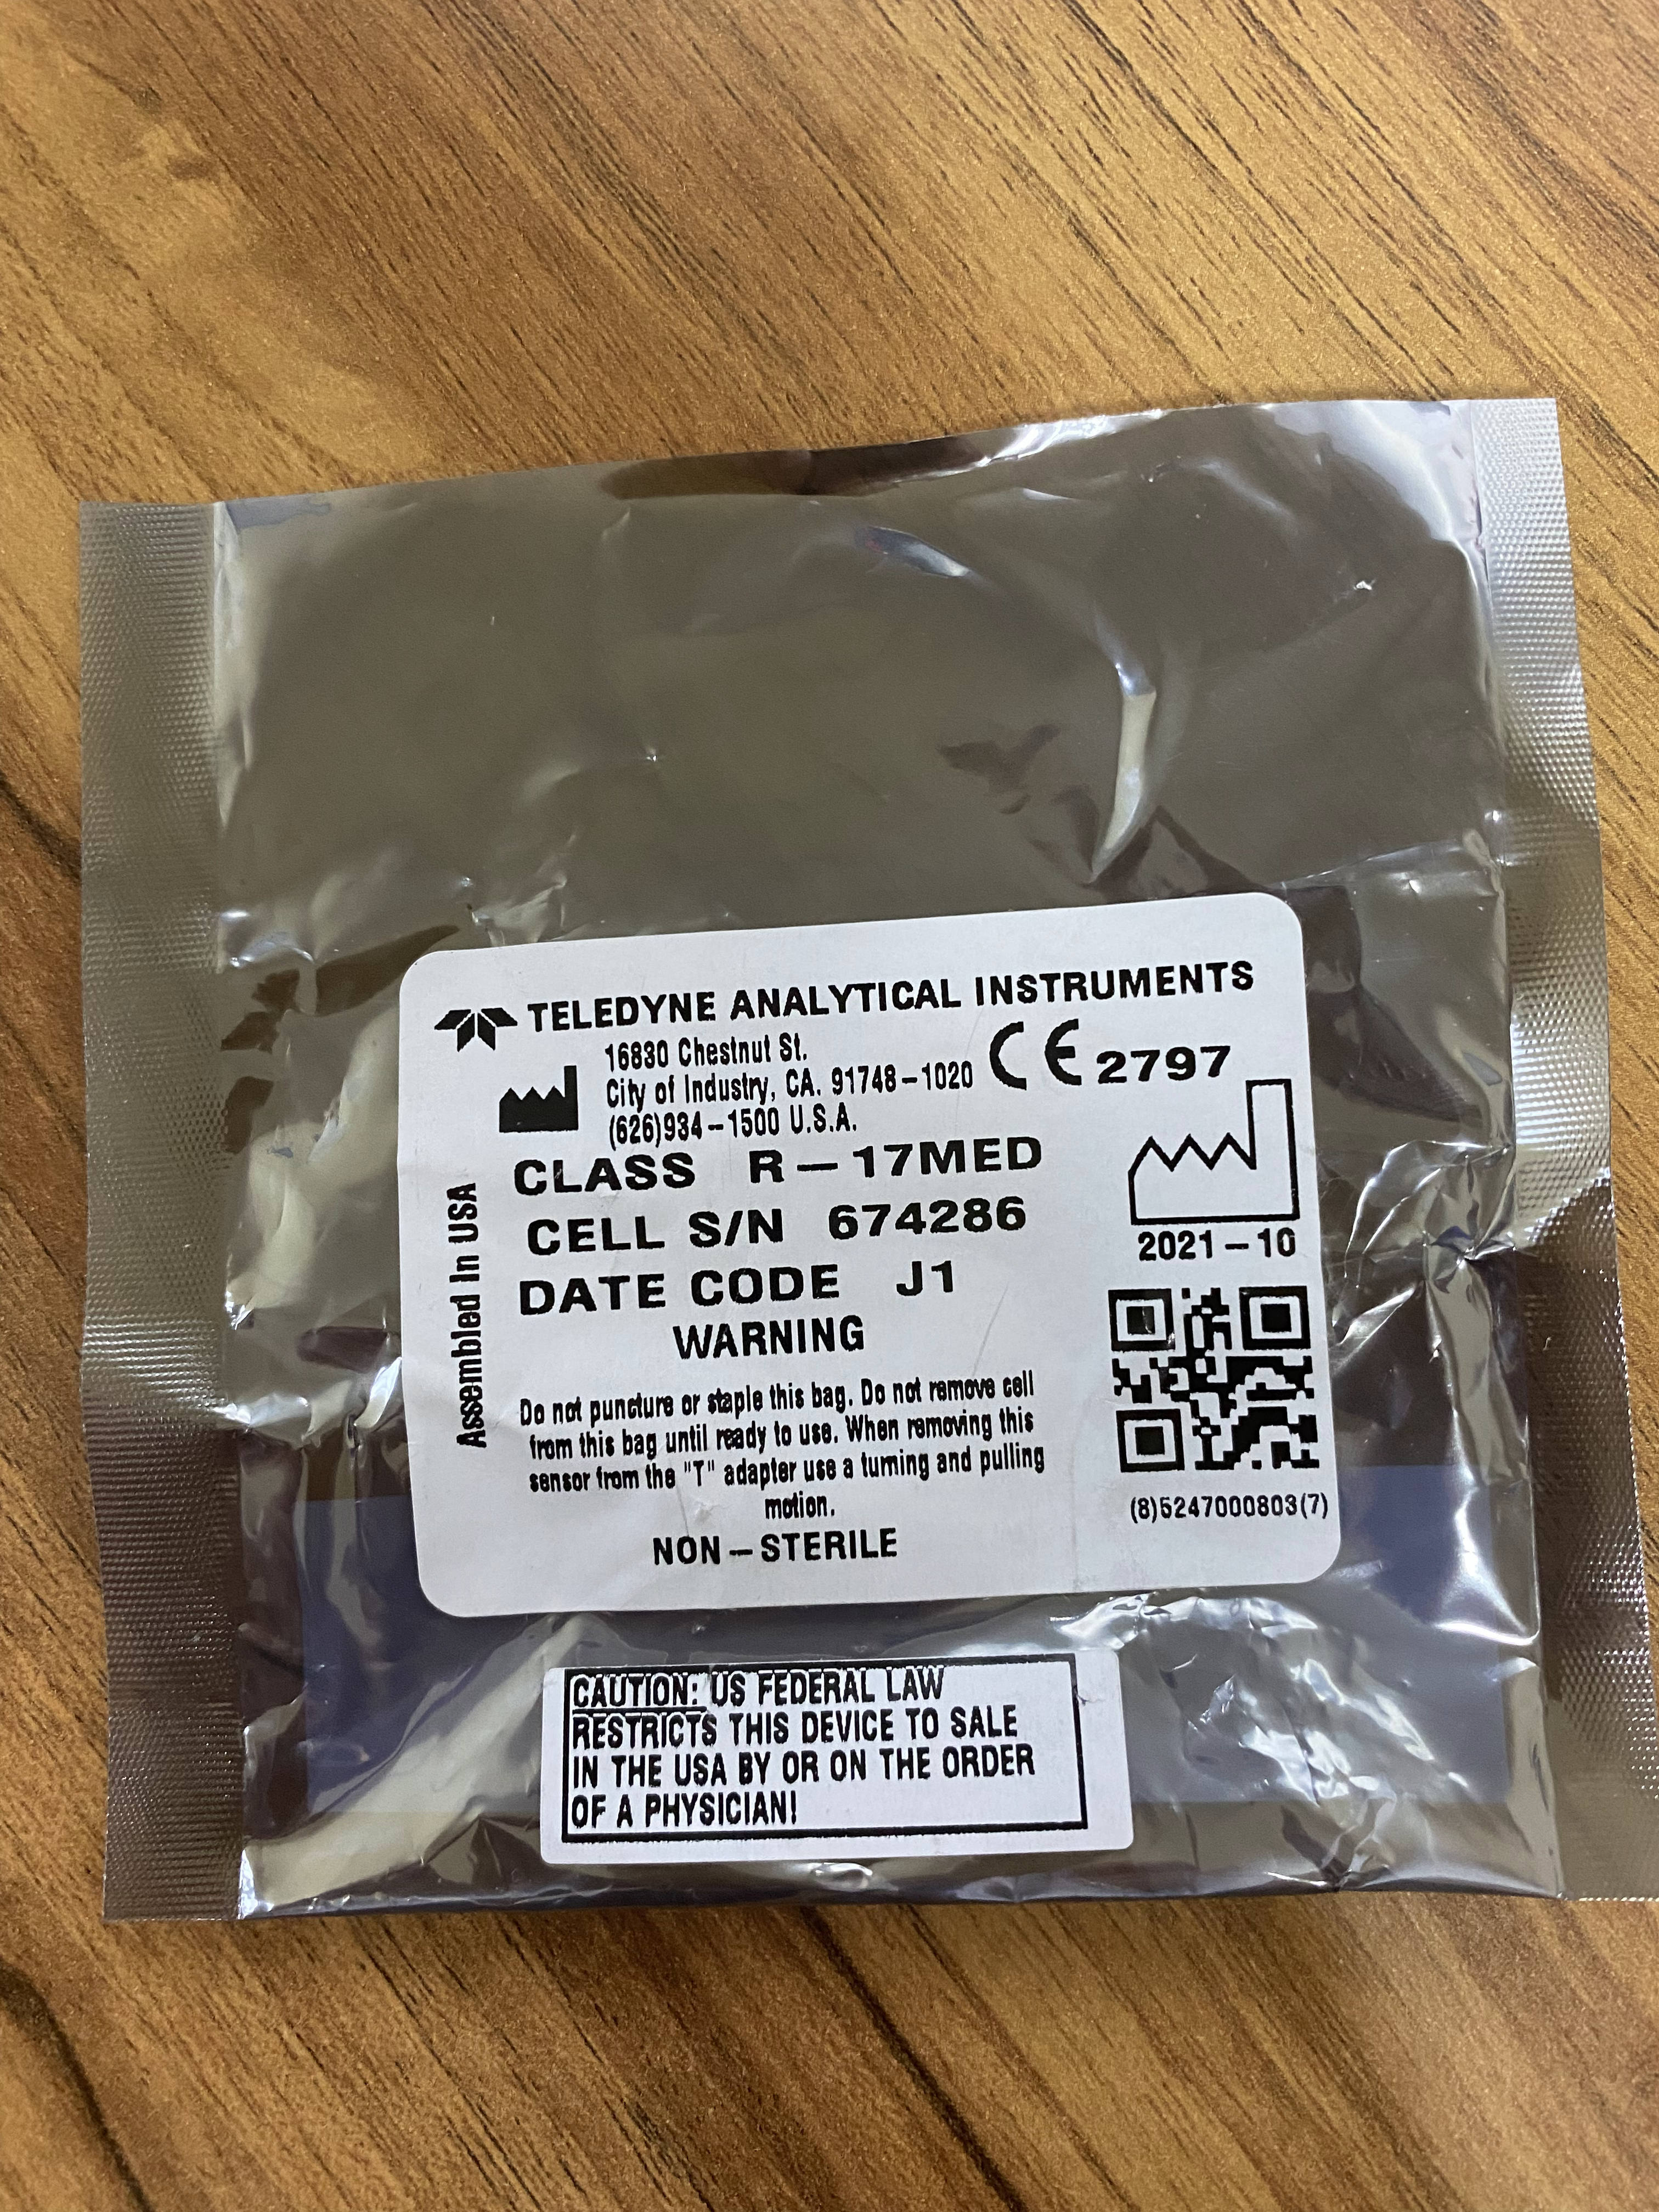 TELEDYNE ANALYTICAL INSTRUMENTS
16830 Chestnut St.
City of Industry, CA. 91748-1020
(626)934-1500 U.S.A.
CE 2797
CLASS R-17MED
CELL S/N 674286
DATE CODE J1
2021-10
Assembled In USA
WARNING
Do not puncture or staple this bag. Do not remove cell
from this bag until ready to use. When removing this
sensor from the "T" adapter use a turning and pulling
motion.
NON-STERILE
(8)5247000803(7)
CAUTION: US FEDERAL LAW
RESTRICTS THIS DEVICE TO SALE
IN THE USA BY OR ON THE ORDER
OF A PHYSICIAN!